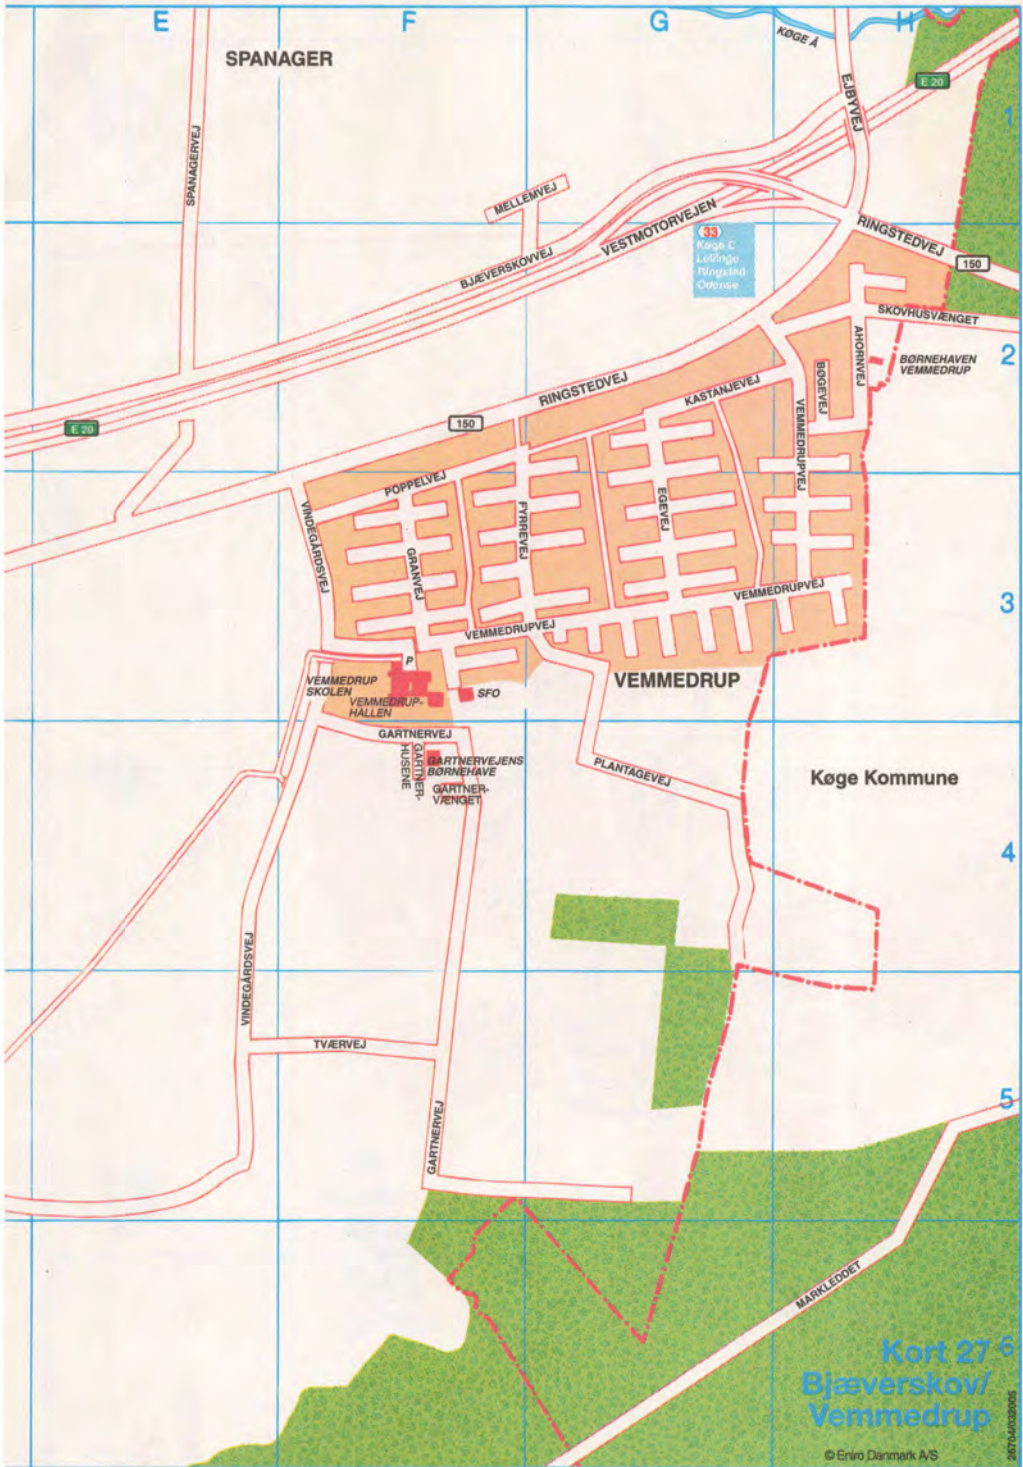 E
F
G
H
KØGE Å
SPANAGER
EJBYVEJ
E 20
1
SPANAGERVEJ
MELLEMVEJ
VESTMOTORVEJEN
BJÆVERSKOVVEJ
33
Køge C
Lellinge
Ringsted
Odense
RINGSTEDVEJ
150
SKOVHUSVÆNGET
2
BØRNEHAVEN
VEMMEDRUP
AHORNVEJ
BØGEVEJ
KASTANJEVEJ
RINGSTEDVEJ
VEMMEDRUPVEJ
150
E 20
POPPELVEJ
VINDEGÅRDSVEJ
FYRREVEJ
EGEVEJ
GRANVEJ
VEMMEDRUPVEJ
3
VEMMEDRUPVEJ
P
VEMMEDRUP
SKOLEN
VEMMEDRUP-
HALLEN
SFO
VEMMEDRUP
GARTNERVEJ
GARTNER-
HUSENE
GARTNERVEJENS
BØRNEHAVE
GARTNER-
VÆNGET
PLANTAGEVEJ
Køge Kommune
4
VINDEGÅRDSVEJ
TVÆRVEJ
GARTNERVEJ
5
MARKLEDDET
6
Kort 27
Bjæverskov/
Vemmedrup
© Eniro Danmark A/S
26704/032005